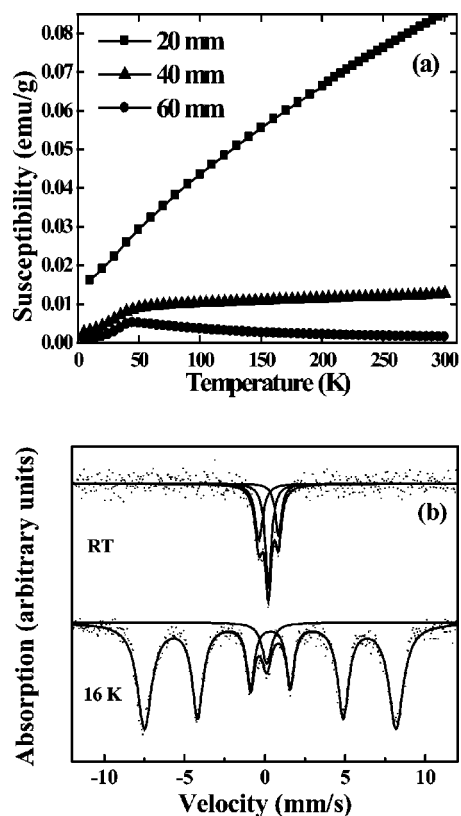 0.08
0.07
0.06
0.05
0.04
0.03
0.02
0.01
0.00
Susceptibility (emu/g)
20 mm
40 mm
60 mm
(a)
0 50 100 150 200 250 300
Temperature (K)
Absorption (arbitrary units)
(b)
RT
16 K
-10 -5 0 5 10
Velocity (mm/s)